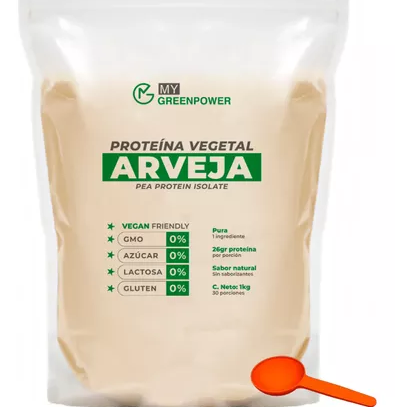 MY
GREENPOWER
PROTEÍNA VEGETAL
ARVEJA
PEA PROTEIN ISOLATE
VEGAN FRIENDLY
GMO 0%
AZÚCAR 0%
LACTOSA 0%
GLUTEN 0%
Pura
1 ingrediente
26gr proteína
por porción
Sabor natural
Sin saborizantes
C. Neto: 1kg
30 porciones